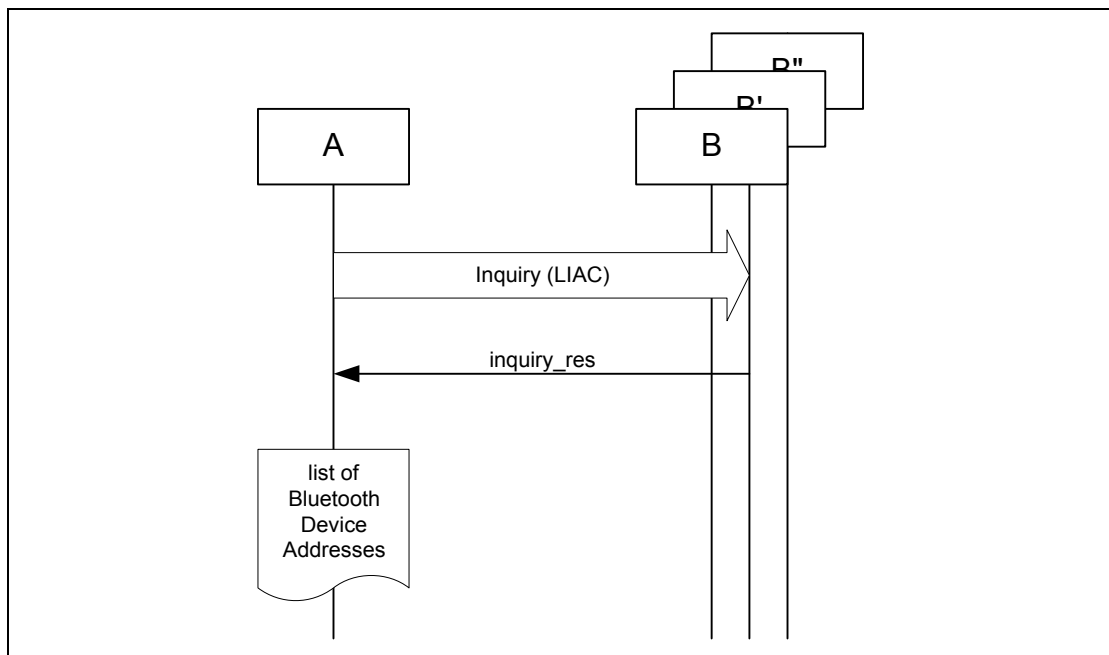 B"
B'
A
B
Inquiry (LIAC)
inquiry_res
list of
Bluetooth
Device
Addresses